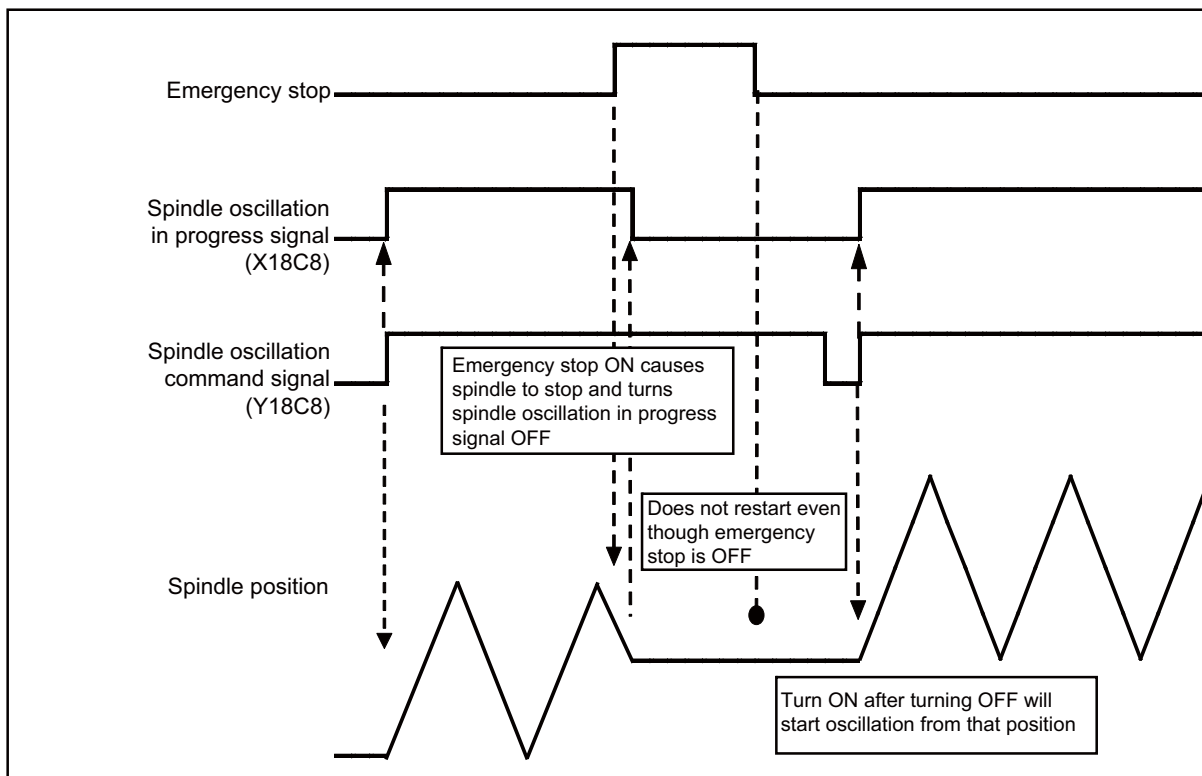 Emergency stop
Spindle oscillation
in progress signal
(X18C8)
Spindle oscillation
command signal
(Y18C8)
Emergency stop ON causes
spindle to stop and turns
spindle oscillation in progress
signal OFF
Does not restart even
though emergency
stop is OFF
Spindle position
Turn ON after turning OFF will
start oscillation from that position